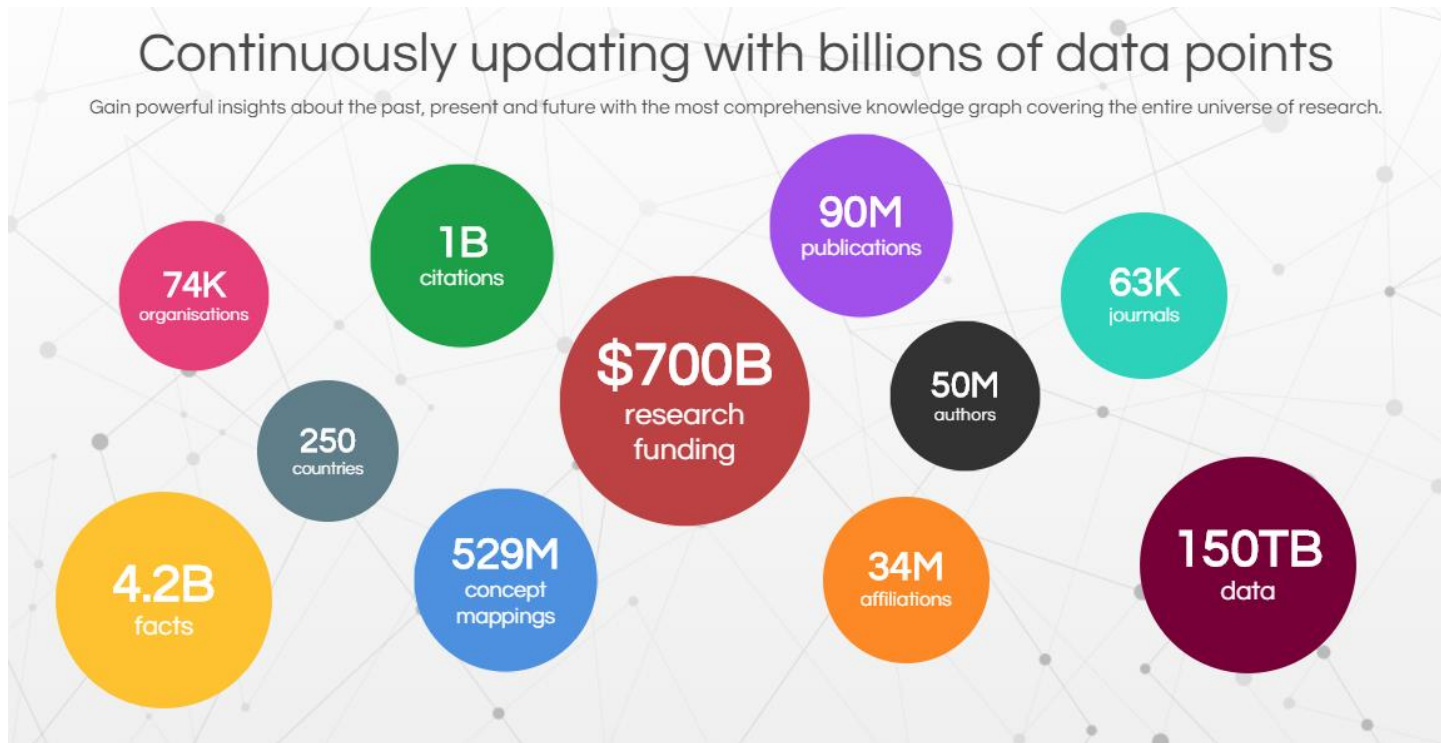 Continuously updating with billions of data points
Gain powerful insights about the past, present and future with the most comprehensive knowledge graph covering the entire universe of research.
74K
organisations
1B
citations
90M
publications
63K
journals
$700B
research
funding
50M
authors
250
countries
4.2B
facts
529M
concept
mappings
34M
affiliations
150TB
data